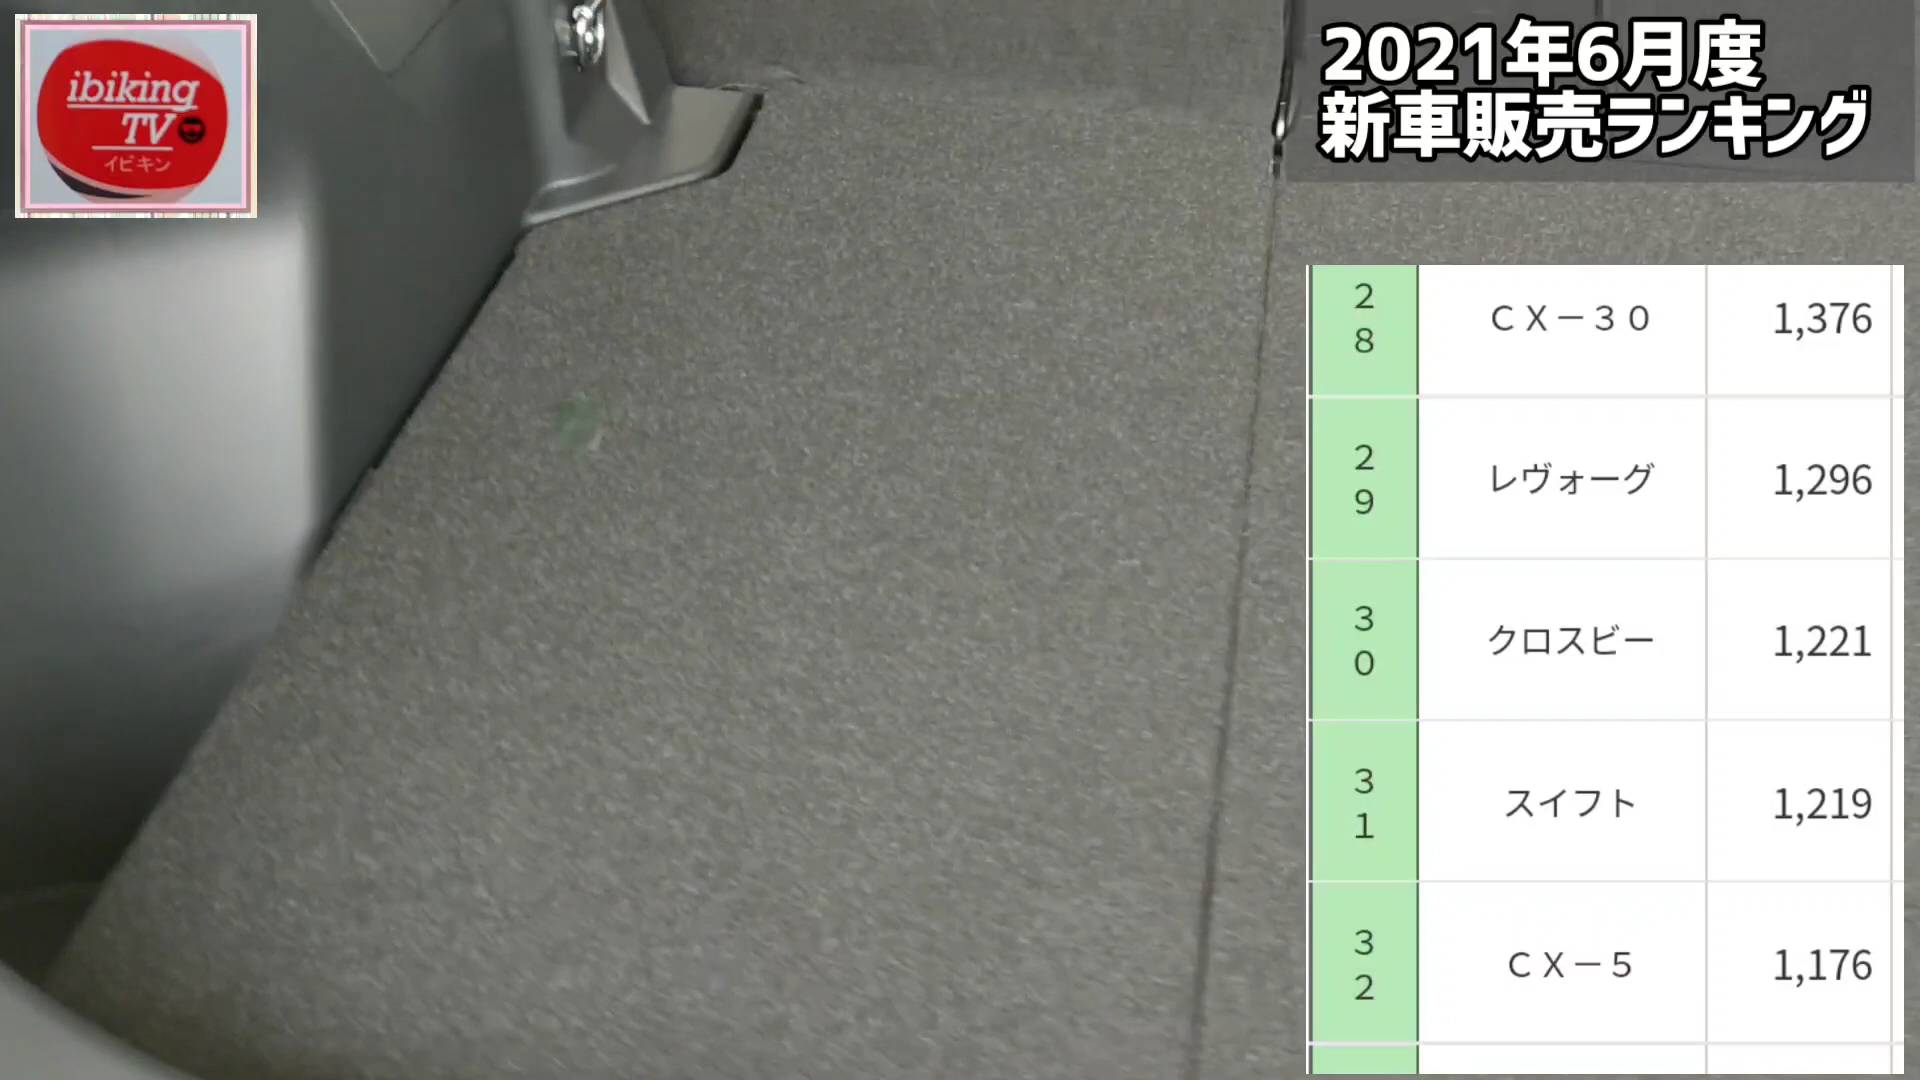 ibiking
TV
イビキン
2021年6月度
新車販売ランキング
28 ＣＸ－３０ 1,376
29 レヴォーグ 1,296
30 クロスビー 1,221
31 スイフト 1,219
32 ＣＸ－５ 1,176